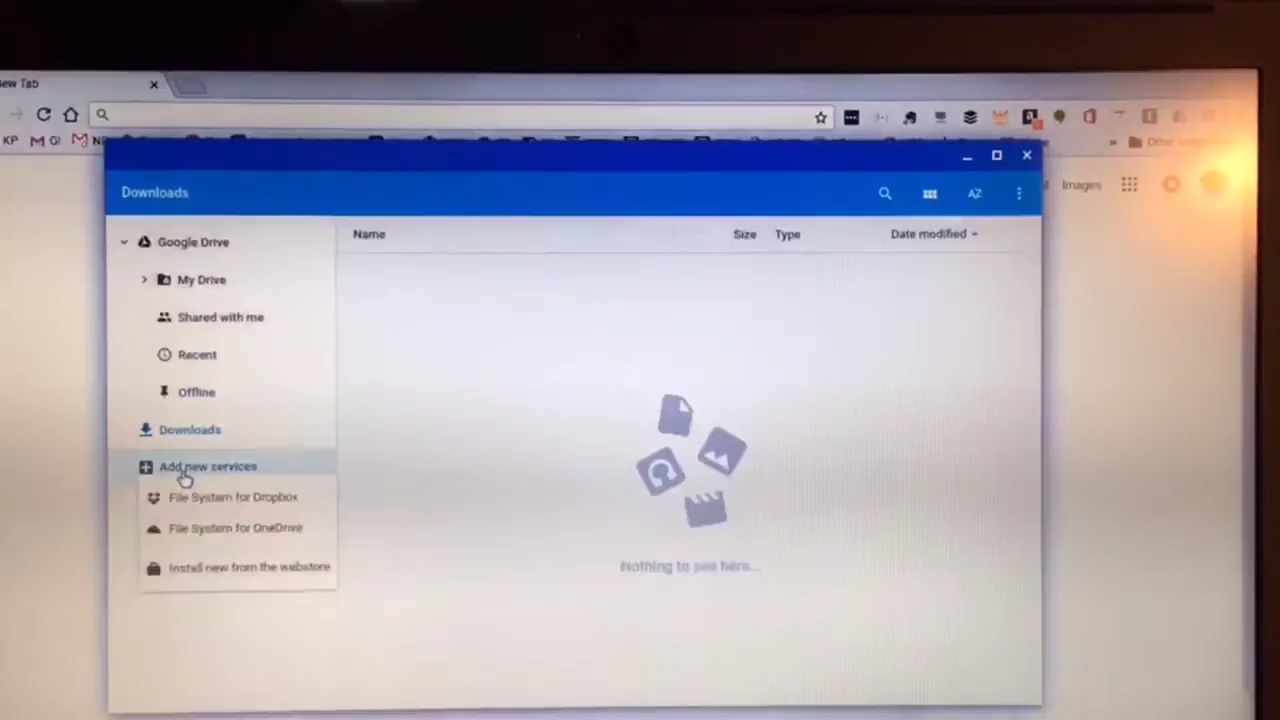 ew Tab
KP
Images
Downloads
Name Size Type Date modified
Google Drive
My Drive
Shared with me
Recent
Offline
Downloads
Add new services
File System for Dropbox
File System for OneDrive
Install new from the webstore
Nothing to see here...